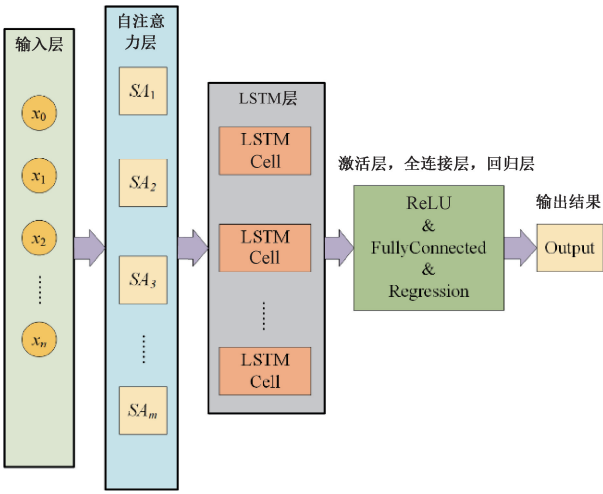 输入层
x0
x1
x2
……
xn
自注意
力层
SA1
SA2
SA3
……
SAm
LSTM层
LSTM
Cell
LSTM
Cell
……
LSTM
Cell
激活层，全连接层，回归层
ReLU
&
FullyConnected
&
Regression
输出结果
Output